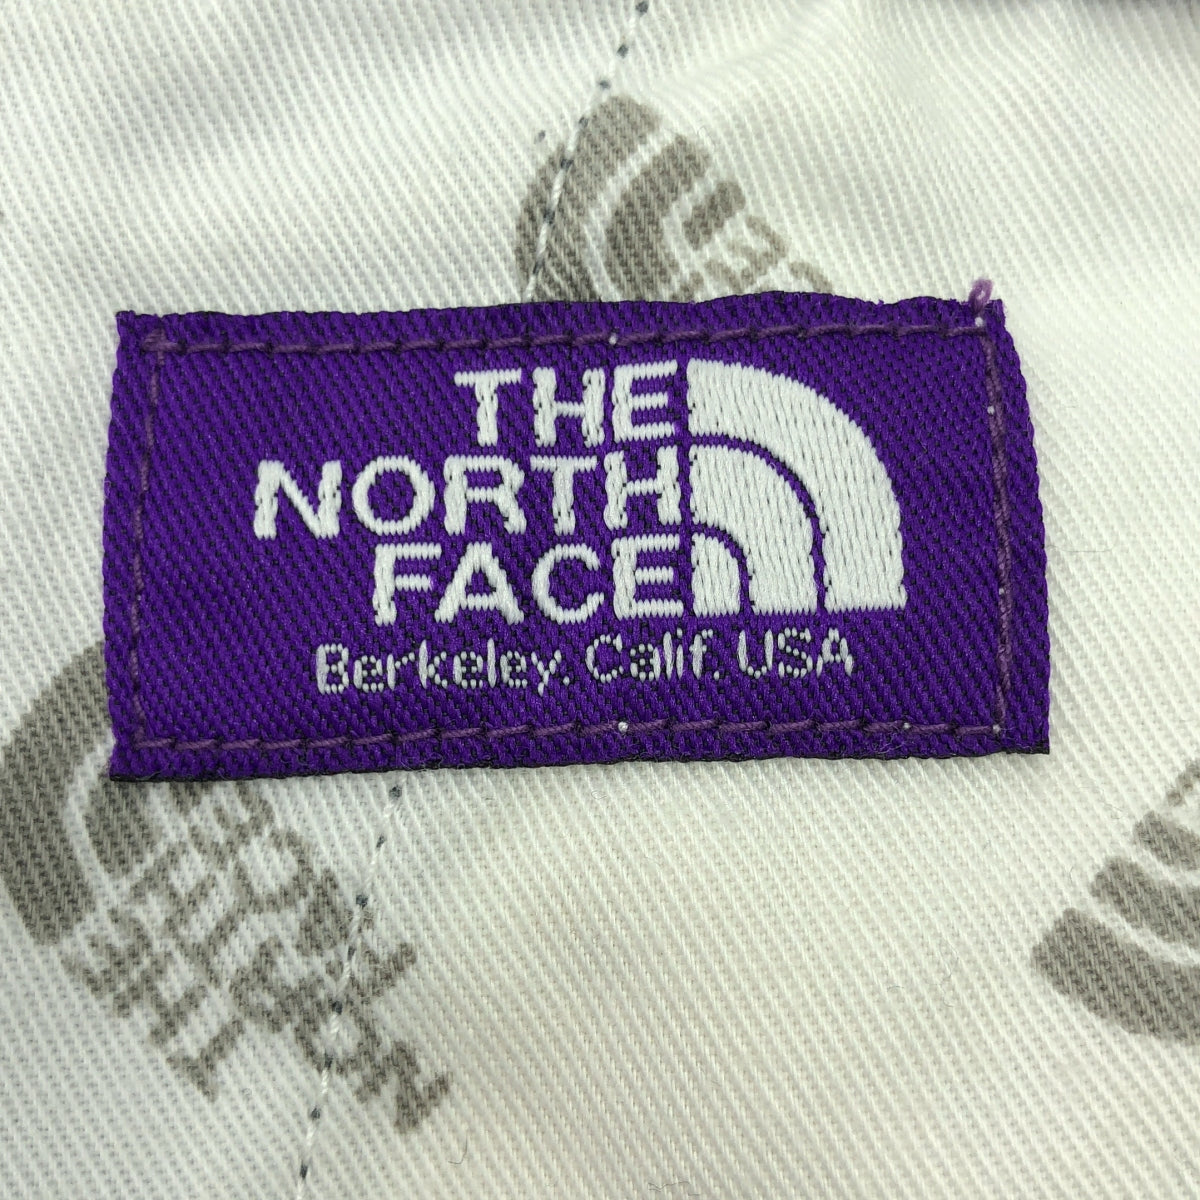 THE
NORTH
FACE
Berkeley. Calif. USA